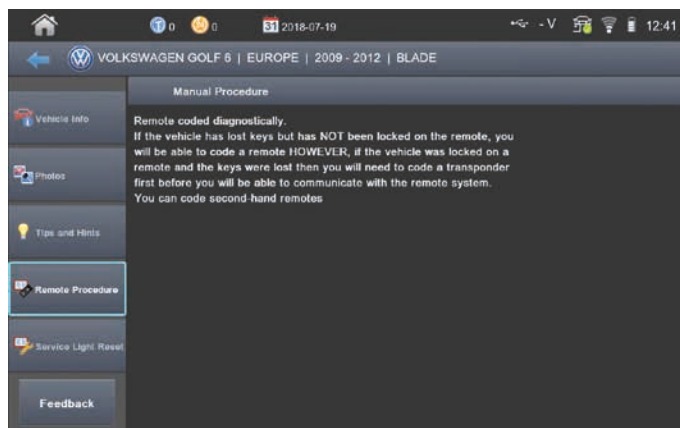 0 0 31 2018-07-19 - V 12:41
VOLKSWAGEN GOLF 6 | EUROPE | 2009 - 2012 | BLADE
Manual Procedure
Vehicle Info
Remote coded diagnostically.
If the vehicle has lost keys but has NOT been locked on the remote, you
will be able to code a remote HOWEVER, if the vehicle was locked on a
remote and the keys were lost then you will need to code a transponder
first before you will be able to communicate with the remote system.
You can code second-hand remotes
Photos
Tips and Hints
Remote Procedure
Service Light Reset
Feedback